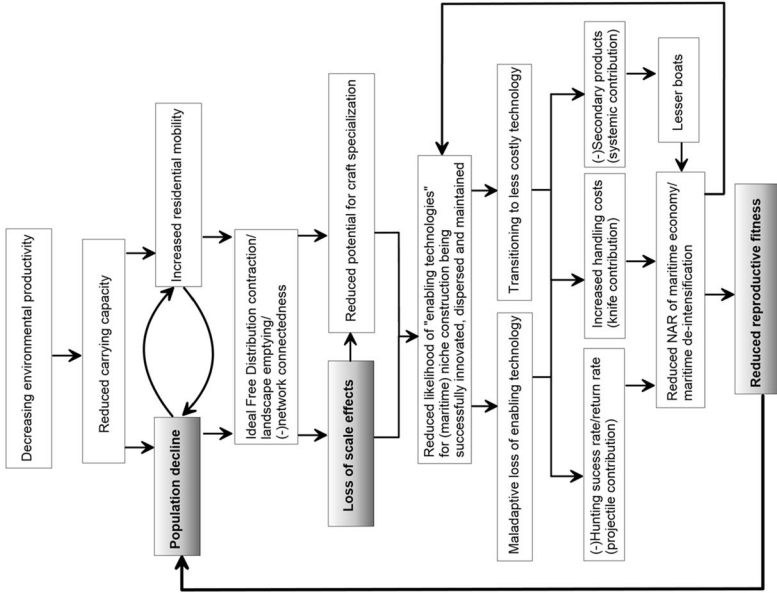 Decreasing environmental productivity
Reduced carrying capacity
Population decline
Increased residential mobility
Ideal Free Distribution contraction/
landscape emptying/
(-)network connectedness
Loss of scale effects
Reduced potential for craft specialization
Reduced likelihood of "enabling technologies"
for (maritime) niche construction being
successfully innovated, dispersed and maintained
Maladaptive loss of enabling technology
Transitioning to less costly technology
(-)Hunting sucess rate/return rate
(projectile contribution)
Increased handling costs
(knife contribution)
(-)Secondary products
(systemic contribution)
Lesser boats
Reduced NAR of maritime economy/
maritime de-intensification
Reduced reproductive fitness